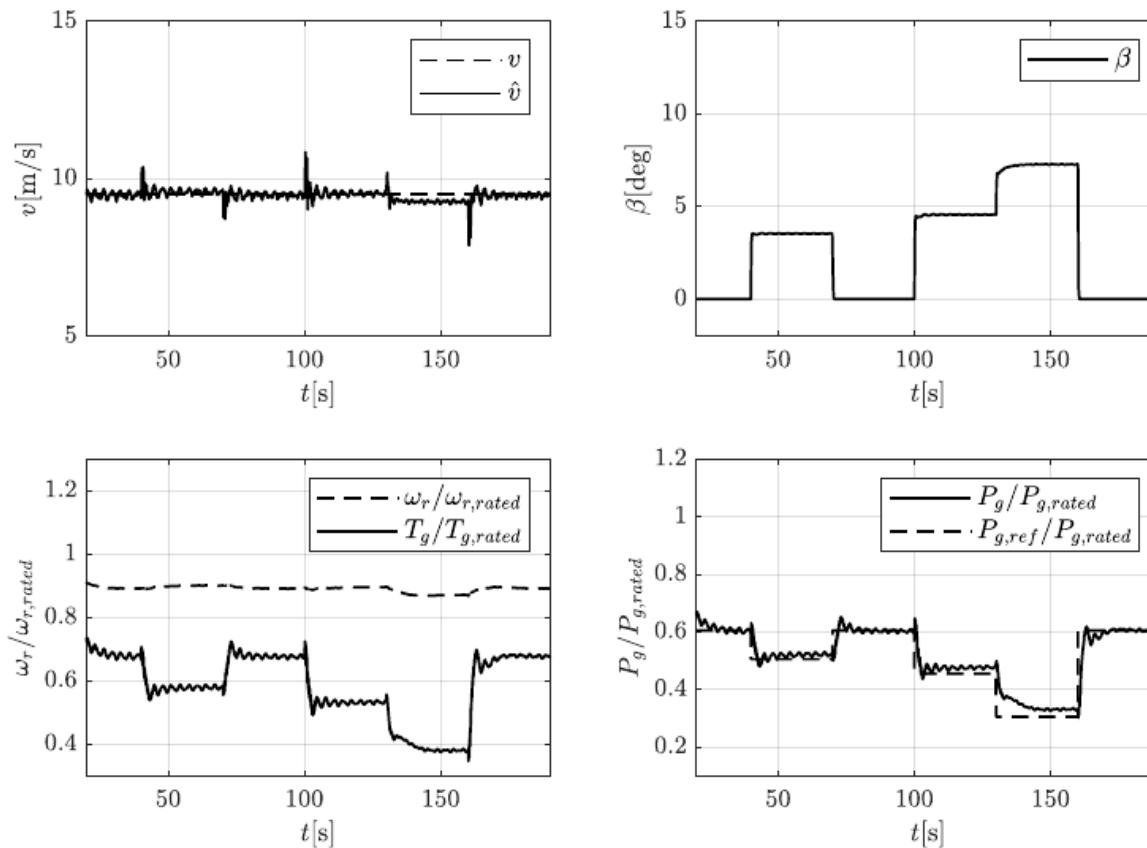 15
10
5
v[m/s]
v
v̂
50
100
150
t[s]
15
10
5
0
β[deg]
β
50
100
150
t[s]
1.2
1
0.8
0.6
0.4
ω_r/ω_{r,rated}
ω_r/ω_{r,rated}
T_g/T_{g,rated}
50
100
150
t[s]
1.2
1
0.8
0.6
0.4
0.2
P_g/P_{g,rated}
P_g/P_{g,rated}
P_{g,ref}/P_{g,rated}
50
100
150
t[s]